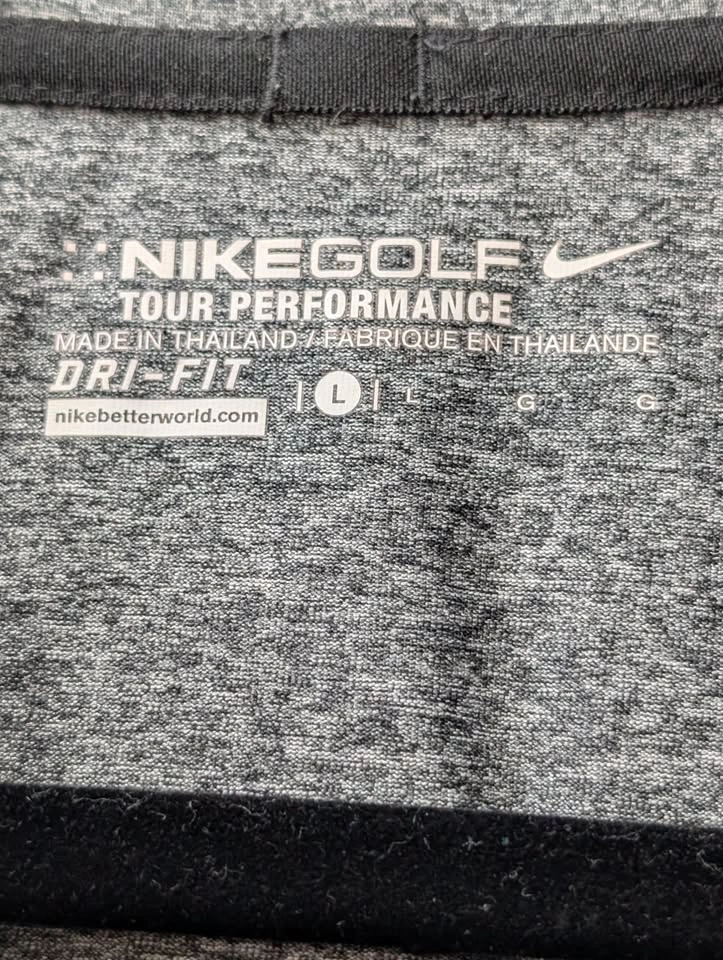 NIKEGOLF
TOUR PERFORMANCE
MADE IN THAILAND / FABRIQUE EN THAILANDE
DRI-FIT
|L| L G G
nikebetterworld.com